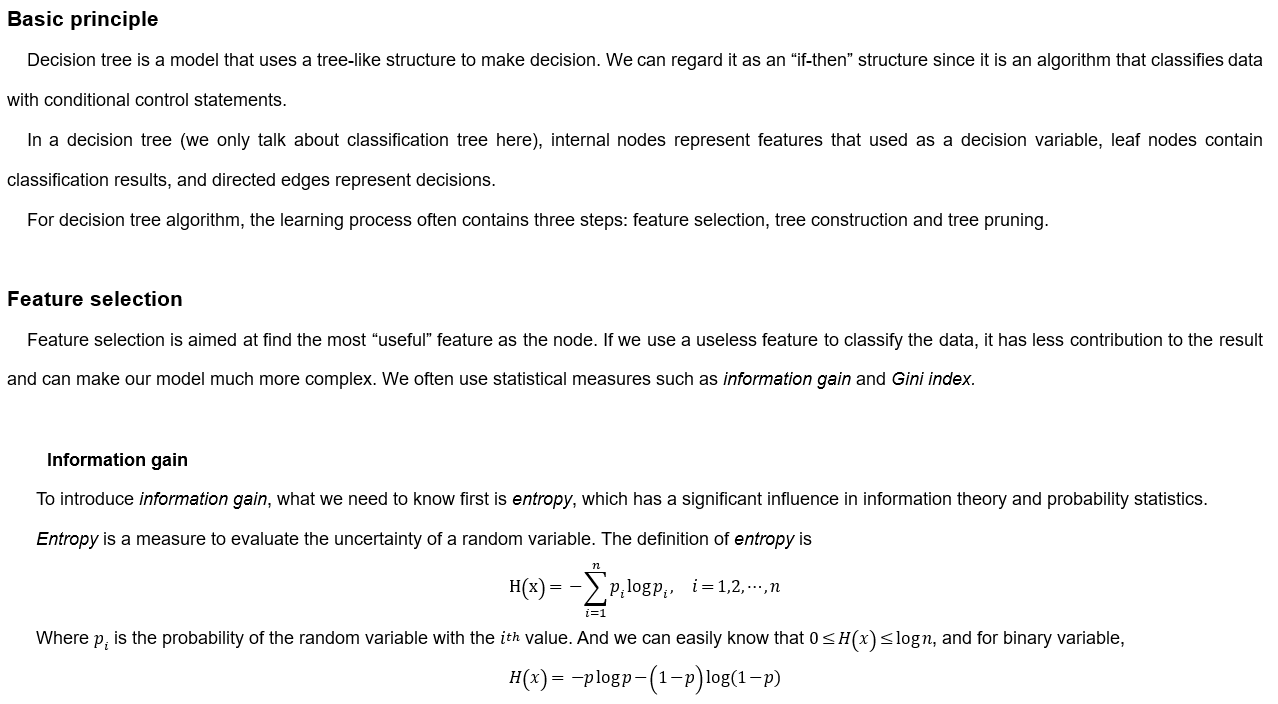 Basic principle
Decision tree is a model that uses a tree-like structure to make decision. We can regard it as an “if-then” structure since it is an algorithm that classifies data
with conditional control statements.
In a decision tree (we only talk about classification tree here), internal nodes represent features that used as a decision variable, leaf nodes contain
classification results, and directed edges represent decisions.
For decision tree algorithm, the learning process often contains three steps: feature selection, tree construction and tree pruning.
Feature selection
Feature selection is aimed at find the most “useful” feature as the node. If we use a useless feature to classify the data, it has less contribution to the result
and can make our model much more complex. We often use statistical measures such as information gain and Gini index.
Information gain
To introduce information gain, what we need to know first is entropy, which has a significant influence in information theory and probability statistics.
Entropy is a measure to evaluate the uncertainty of a random variable. The definition of entropy is
H(x) = −∑_{i=1}^{n} p_i log p_i, i = 1,2,⋯,n
Where p_i is the probability of the random variable with the i^{th} value. And we can easily know that 0 ≤ H(x) ≤ log n, and for binary variable,
H(x) = −p log p − (1−p) log(1−p)